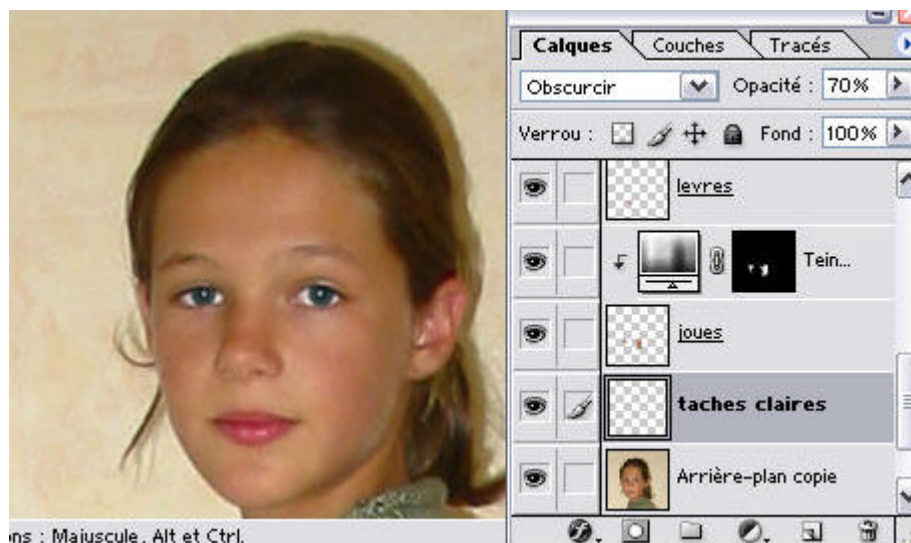 Calques Couches Tracés
Obscurcir Opacité : 70%
Verrou : Fond : 100%
levres
Tein...
joues
taches claires
Arrière-plan copie
ons : Majuscule, Alt et Ctrl.